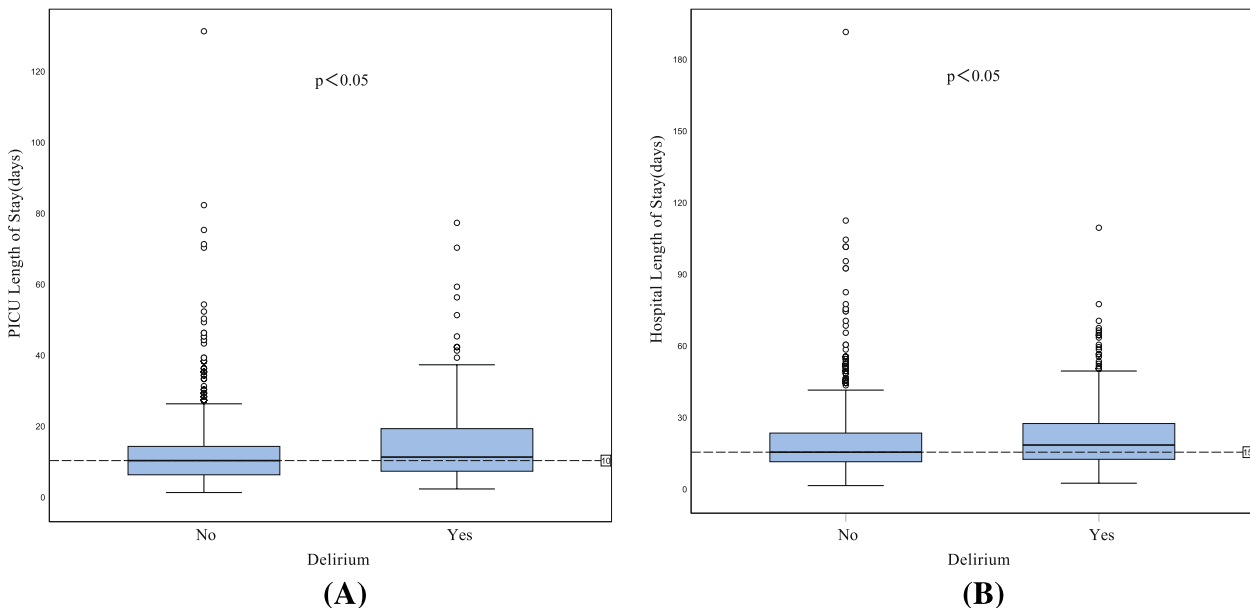 PICU Length of Stay(days)
120
100
80
60
40
20
0
p<0.05
10
No
Yes
Delirium
(A)
Hospital Length of Stay(days)
180
150
120
90
60
30
0
p<0.05
15
No
Yes
Delirium
(B)